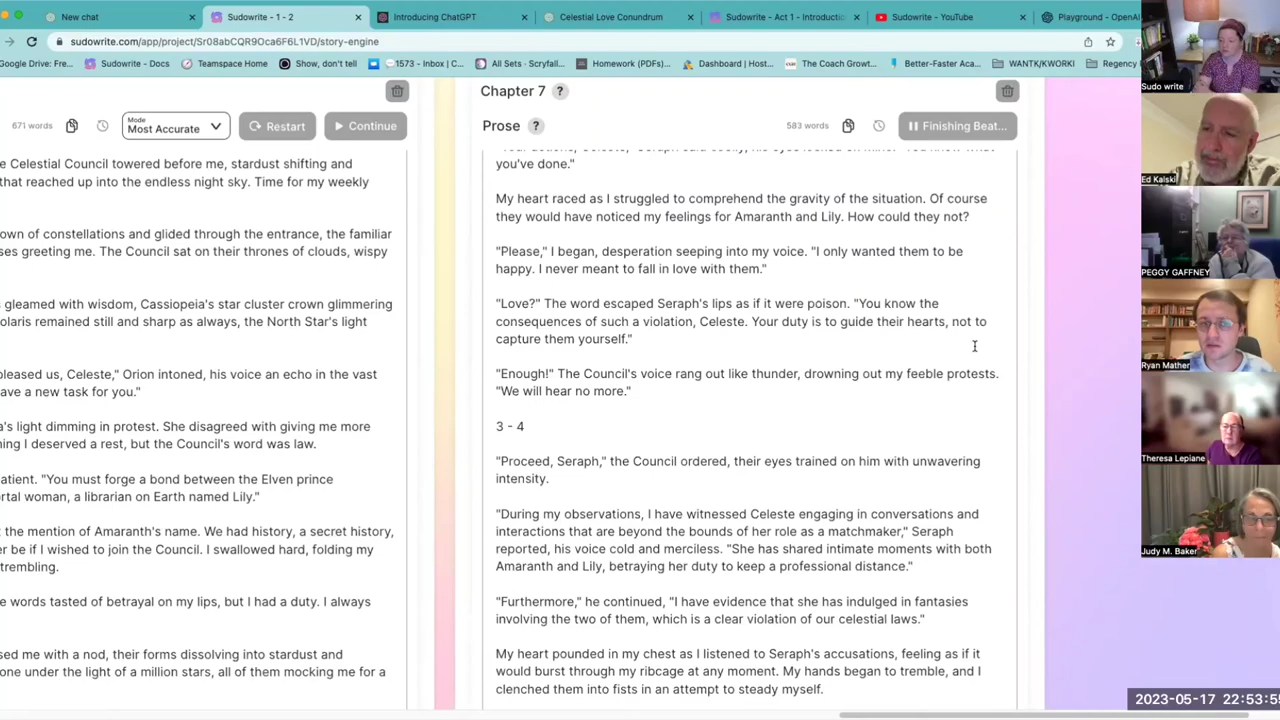 New chat
Sudowrite - 1 - 2
Introducing ChatGPT
Celestial Love Conundrum
Sudowrite - Act 1 - Introducti
Sudowrite - YouTube
Playground - OpenAI
sudowrite.com/app/project/Sr08abCQR9Oca6F6L1VD/story-engine
Google Drive: Fre...
Sudowrite - Docs
Teamspace Home
Show, don't tell
1573 - Inbox | C...
All Sets - Scryfall...
Homework (PDFs)...
Dashboard | Host...
The Coach Growt...
Better-Faster Aca...
WANTK/KWORKI
Regency
671 words
Mode
Most Accurate
Restart
Continue
e Celestial Council towered before me, stardust shifting and
that reached up into the endless night sky. Time for my weekly
own of constellations and glided through the entrance, the familiar
ses greeting me. The Council sat on their thrones of clouds, wispy
s gleamed with wisdom, Cassiopeia's star cluster crown glimmering
olaris remained still and sharp as always, the North Star's light
pleased us, Celeste," Orion intoned, his voice an echo in the vast
ave a new task for you."
a's light dimming in protest. She disagreed with giving me more
ning I deserved a rest, but the Council's word was law.
atient. "You must forge a bond between the Elven prince
ortal woman, a librarian on Earth named Lily."
t the mention of Amaranth's name. We had history, a secret history,
er be if I wished to join the Council. I swallowed hard, folding my
trembling.
e words tasted of betrayal on my lips, but I had a duty. I always
sed me with a nod, their forms dissolving into stardust and
one under the light of a million stars, all of them mocking me for a
Chapter 7 ?
Prose ?
583 words
Finishing Beat...
you've done."
My heart raced as I struggled to comprehend the gravity of the situation. Of course
they would have noticed my feelings for Amaranth and Lily. How could they not?
"Please," I began, desperation seeping into my voice. "I only wanted them to be
happy. I never meant to fall in love with them."
"Love?" The word escaped Seraph's lips as if it were poison. "You know the
consequences of such a violation, Celeste. Your duty is to guide their hearts, not to
capture them yourself."
"Enough!" The Council's voice rang out like thunder, drowning out my feeble protests.
"We will hear no more."
3 - 4
"Proceed, Seraph," the Council ordered, their eyes trained on him with unwavering
intensity.
"During my observations, I have witnessed Celeste engaging in conversations and
interactions that are beyond the bounds of her role as a matchmaker," Seraph
reported, his voice cold and merciless. "She has shared intimate moments with both
Amaranth and Lily, betraying her duty to keep a professional distance."
"Furthermore," he continued, "I have evidence that she has indulged in fantasies
involving the two of them, which is a clear violation of our celestial laws."
My heart pounded in my chest as I listened to Seraph's accusations, feeling as if it
would burst through my ribcage at any moment. My hands began to tremble, and I
clenched them into fists in an attempt to steady myself.
Sudo write
Ed Kalski
PEGGY GAFFNEY
Ryan Mather
Theresa Lepiane
Judy M. Baker
2023-05-17 22:53:55